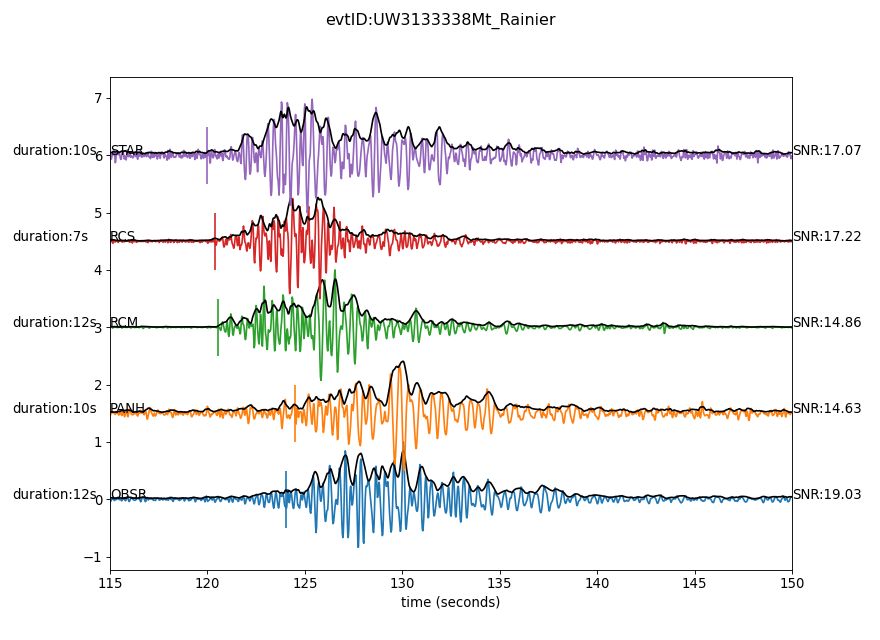 evtID:UW3133338Mt_Rainier
7
duration:10s 6 STAR SNR:17.07
5
duration:7s RCS SNR:17.22
4
duration:12s 3 RCM SNR:14.86
2
duration:10s PANH SNR:14.63
1
duration:12s 0 OBSR SNR:19.03
−1
115 120 125 130 135 140 145 150
time (seconds)